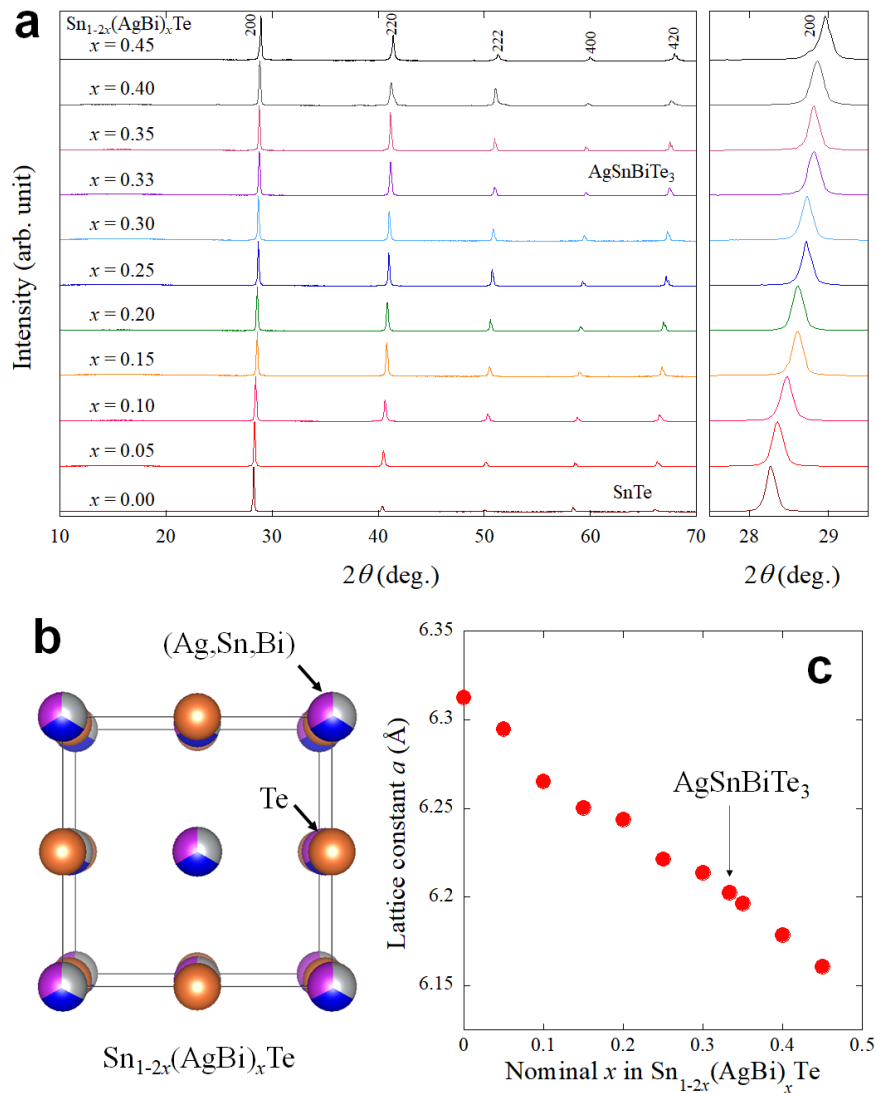 a
Sn1-2x(AgBi)xTe
200
220
222
400
420
200
x = 0.45
x = 0.40
x = 0.35
x = 0.33
AgSnBiTe3
x = 0.30
x = 0.25
x = 0.20
x = 0.15
x = 0.10
x = 0.05
x = 0.00
SnTe
Intensity (arb. unit)
10 20 30 40 50 60 70
28 29
2θ (deg.)
2θ (deg.)
b
(Ag,Sn,Bi)
Te
Sn1-2x(AgBi)xTe
c
6.35
6.3
6.25
6.2
6.15
Lattice constant a (Å)
AgSnBiTe3
0 0.1 0.2 0.3 0.4 0.5
Nominal x in Sn1-2x(AgBi)xTe